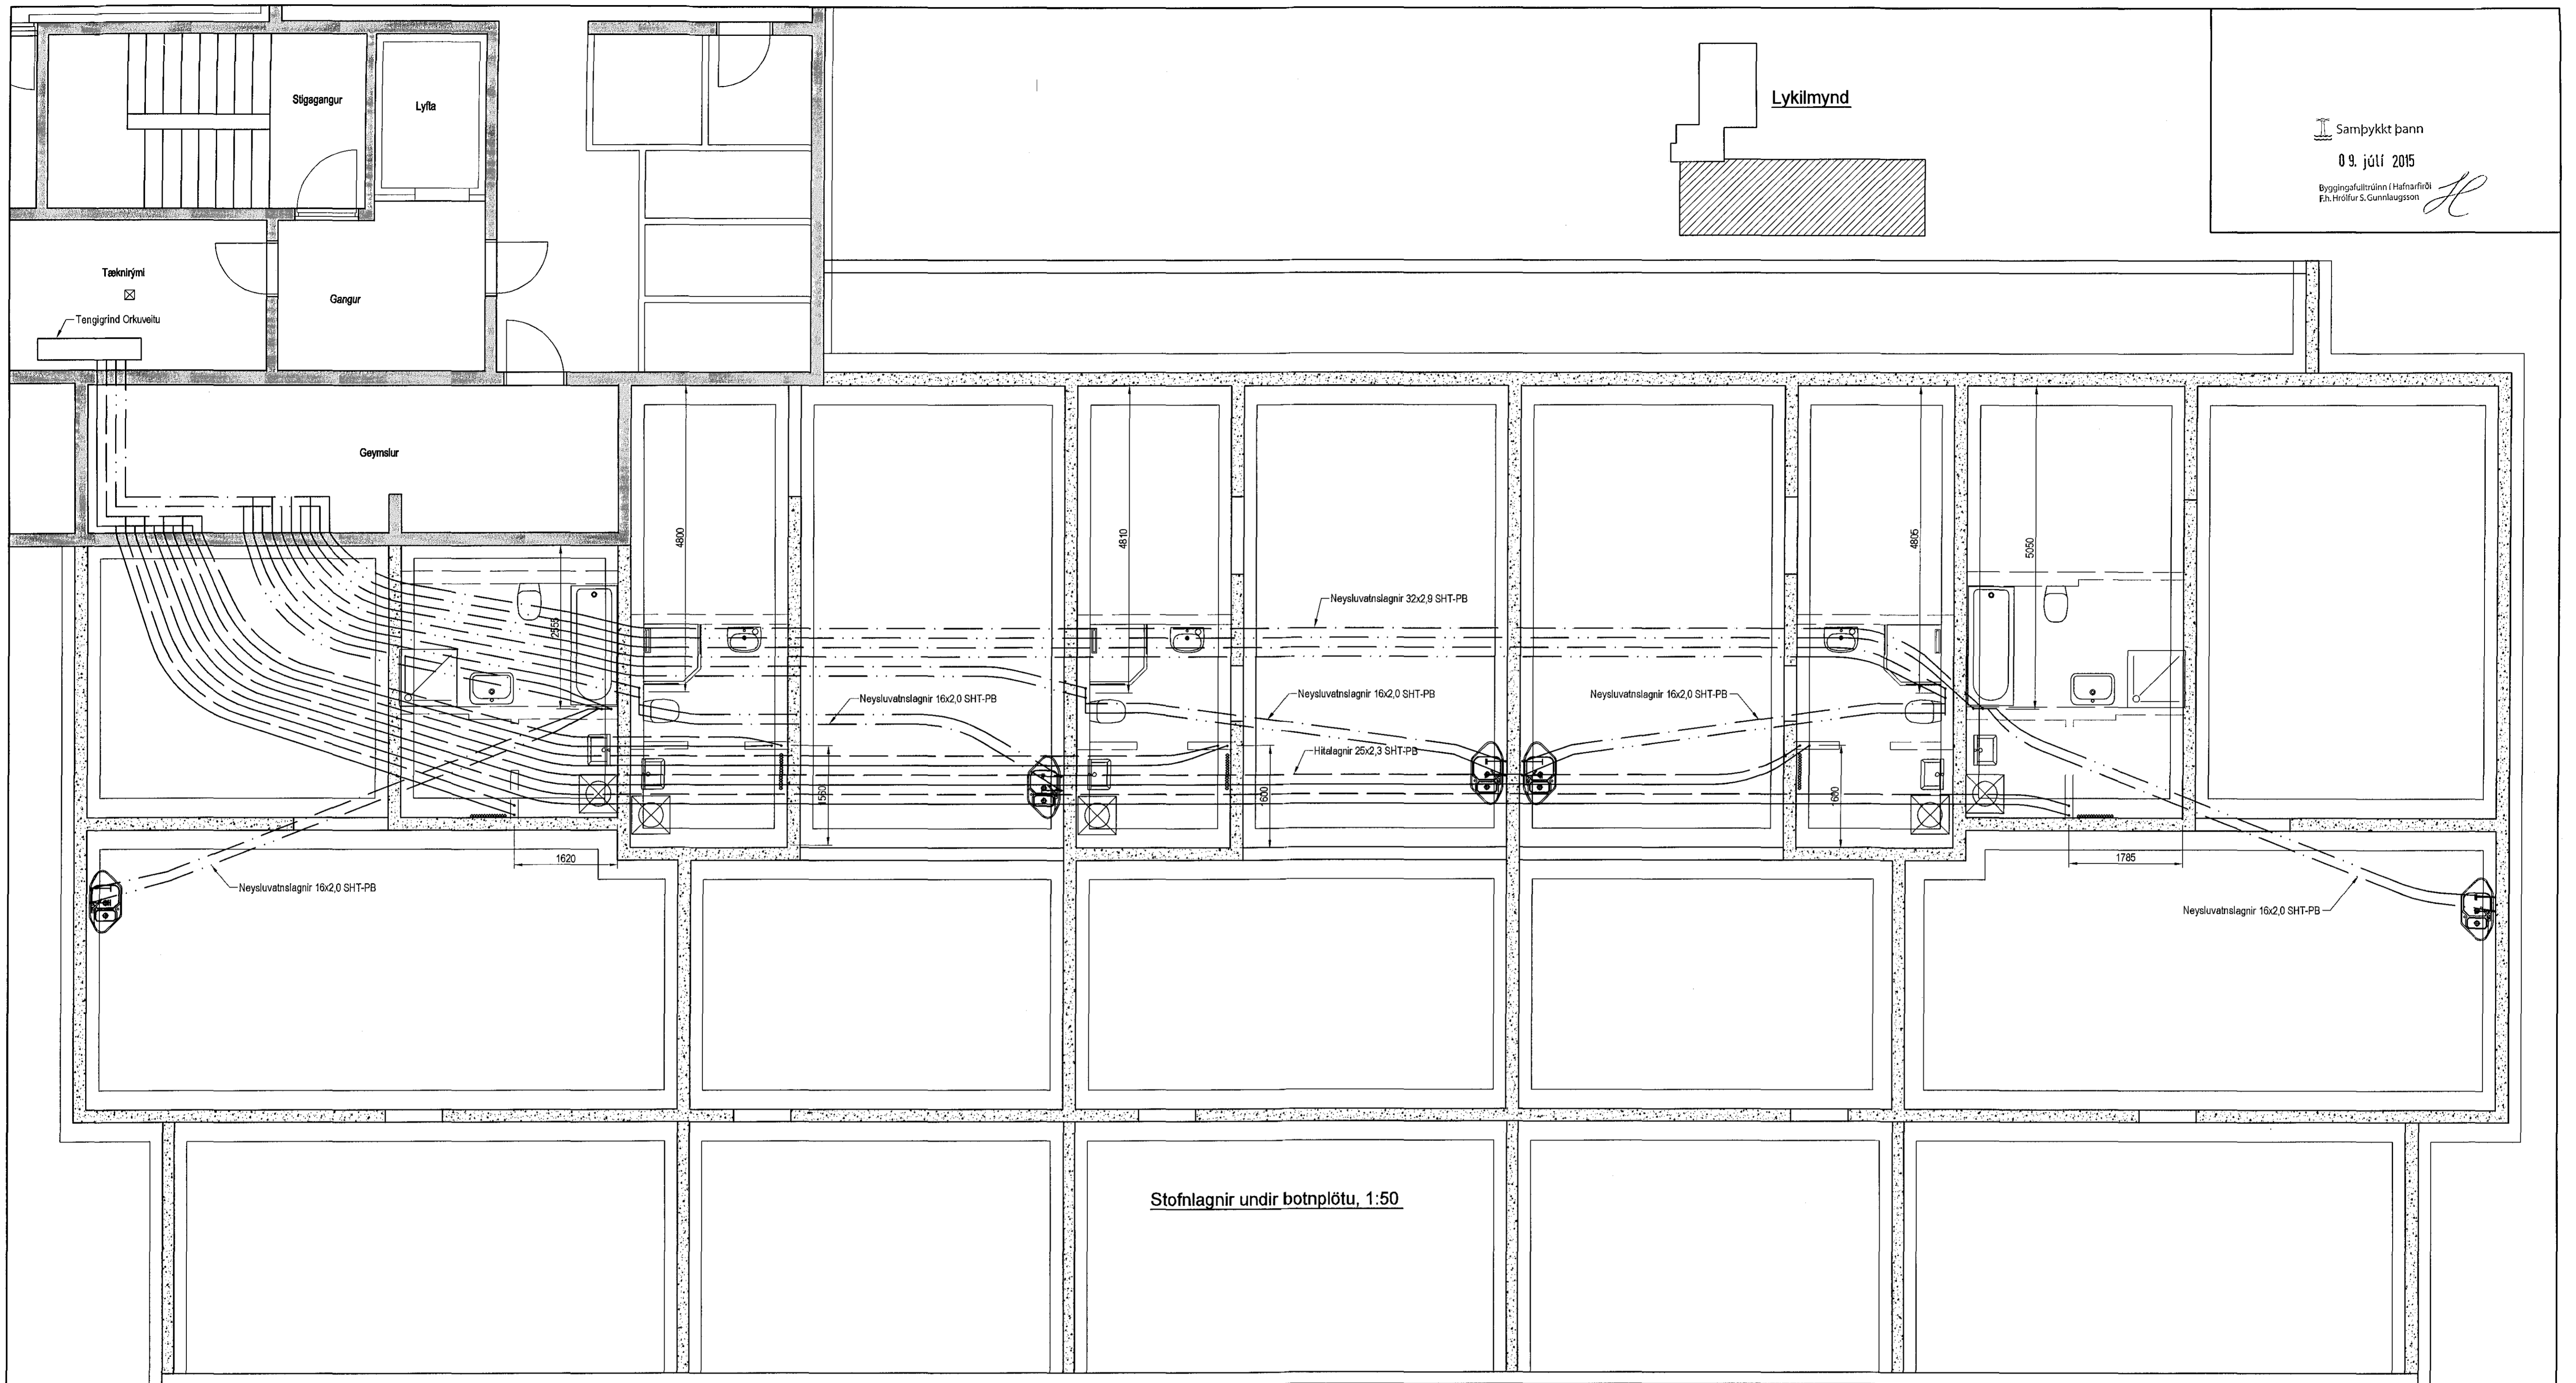 Stigagangur
Lyfta
Lykilmynd
Samþykkt þann
09. júlí 2015
Byggingafulltrúinn í Hafnarfirði
F.h. Hrólfur S. Gunnlaugsson
Tæknirými
Gangur
Tengigrind Orkuveitu
Geymslur
4800
4810
4805
5050
2555
Neysluvatnslagnir 32x2,9 SHT-PB
Neysluvatnslagnir 16x2,0 SHT-PB
Neysluvatnslagnir 16x2,0 SHT-PB
Neysluvatnslagnir 16x2,0 SHT-PB
Hitalagnir 25x2,3 SHT-PB
1560
1620
1785
Neysluvatnslagnir 16x2,0 SHT-PB
Neysluvatnslagnir 16x2,0 SHT-PB
Stofnlagnir undir botnplötu, 1:50